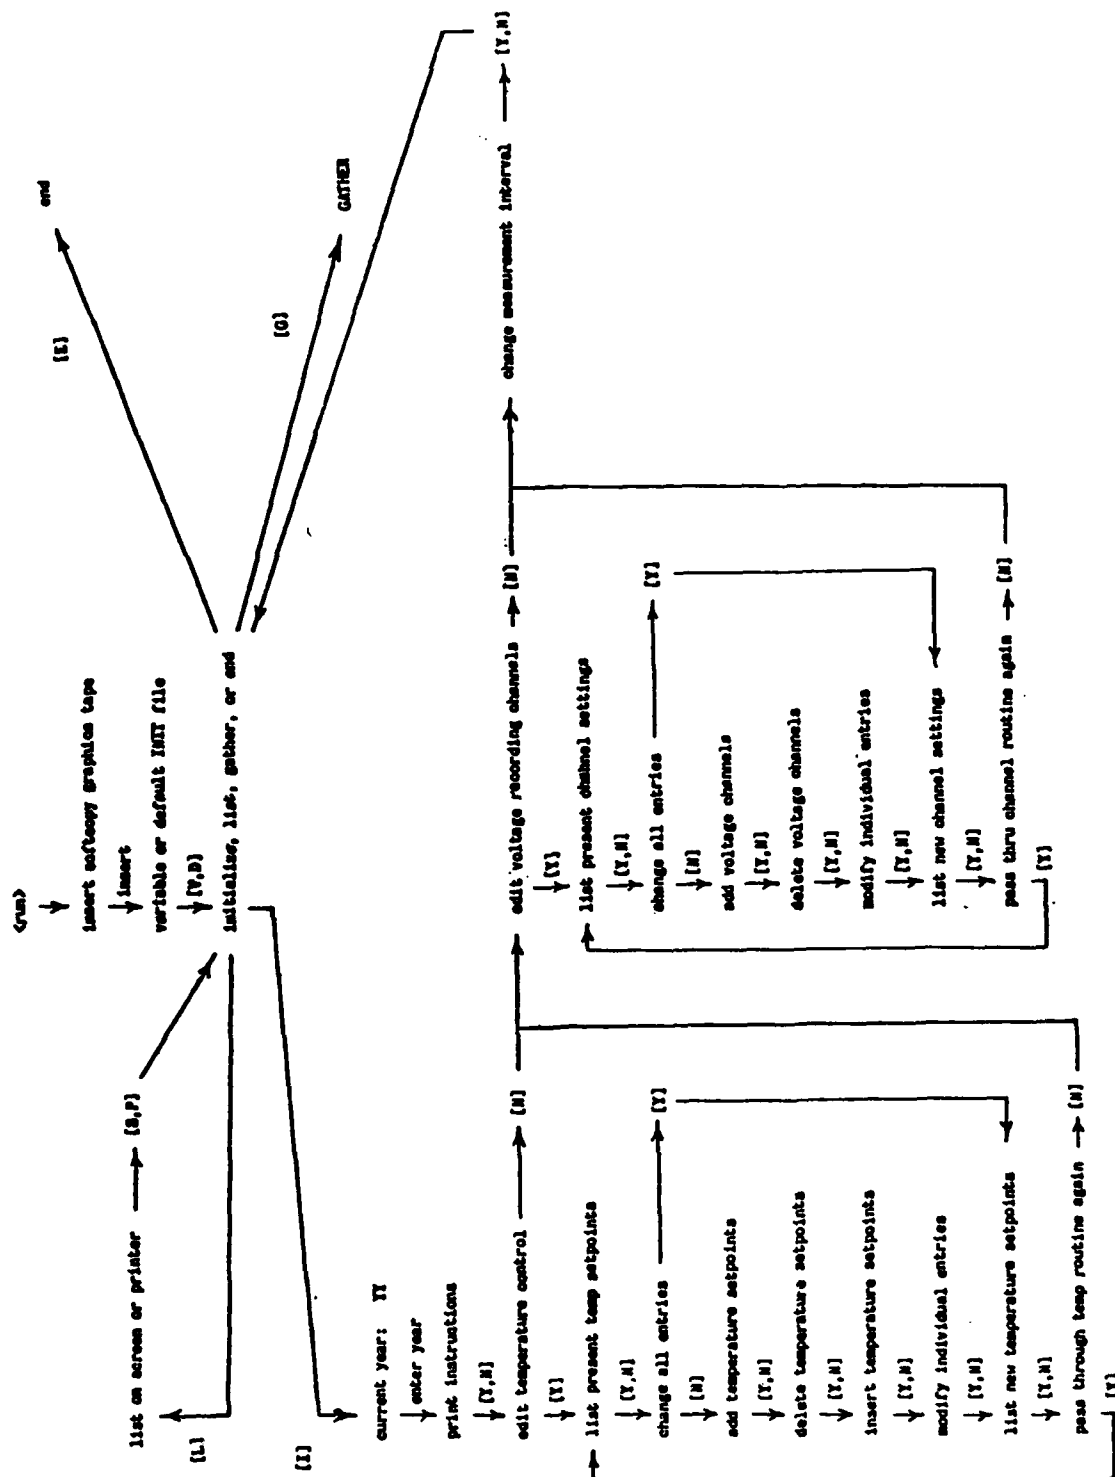 <run>
insert softcopy graphics tape
insert
variable or default INIT file
[V,D]
initialize, list, gather, or end
[E]
end
[G]
GATHER
[L]
list on screen or printer
[S,P]
[I]
current year: YY
enter year
print instructions
[Y,N]
edit temperature control
[N]
[Y]
list present temp setpoints
[Y,N]
change all entries
[Y]
[N]
add temperature setpoints
[Y,N]
delete temperature setpoints
[Y,N]
insert temperature setpoints
[Y,N]
modify individual entries
[Y,N]
list new temperature setpoints
[Y,N]
pass through temp routine again
[N]
[Y]
edit voltage recording channels
[N]
[Y]
list present channel settings
[Y,N]
change all entries
[Y]
[N]
add voltage channels
[Y,N]
delete voltage channels
[Y,N]
modify individual entries
[Y,N]
list new channel settings
[Y,N]
pass thru channel routine again
[N]
[Y]
change measurement interval
[Y,N]